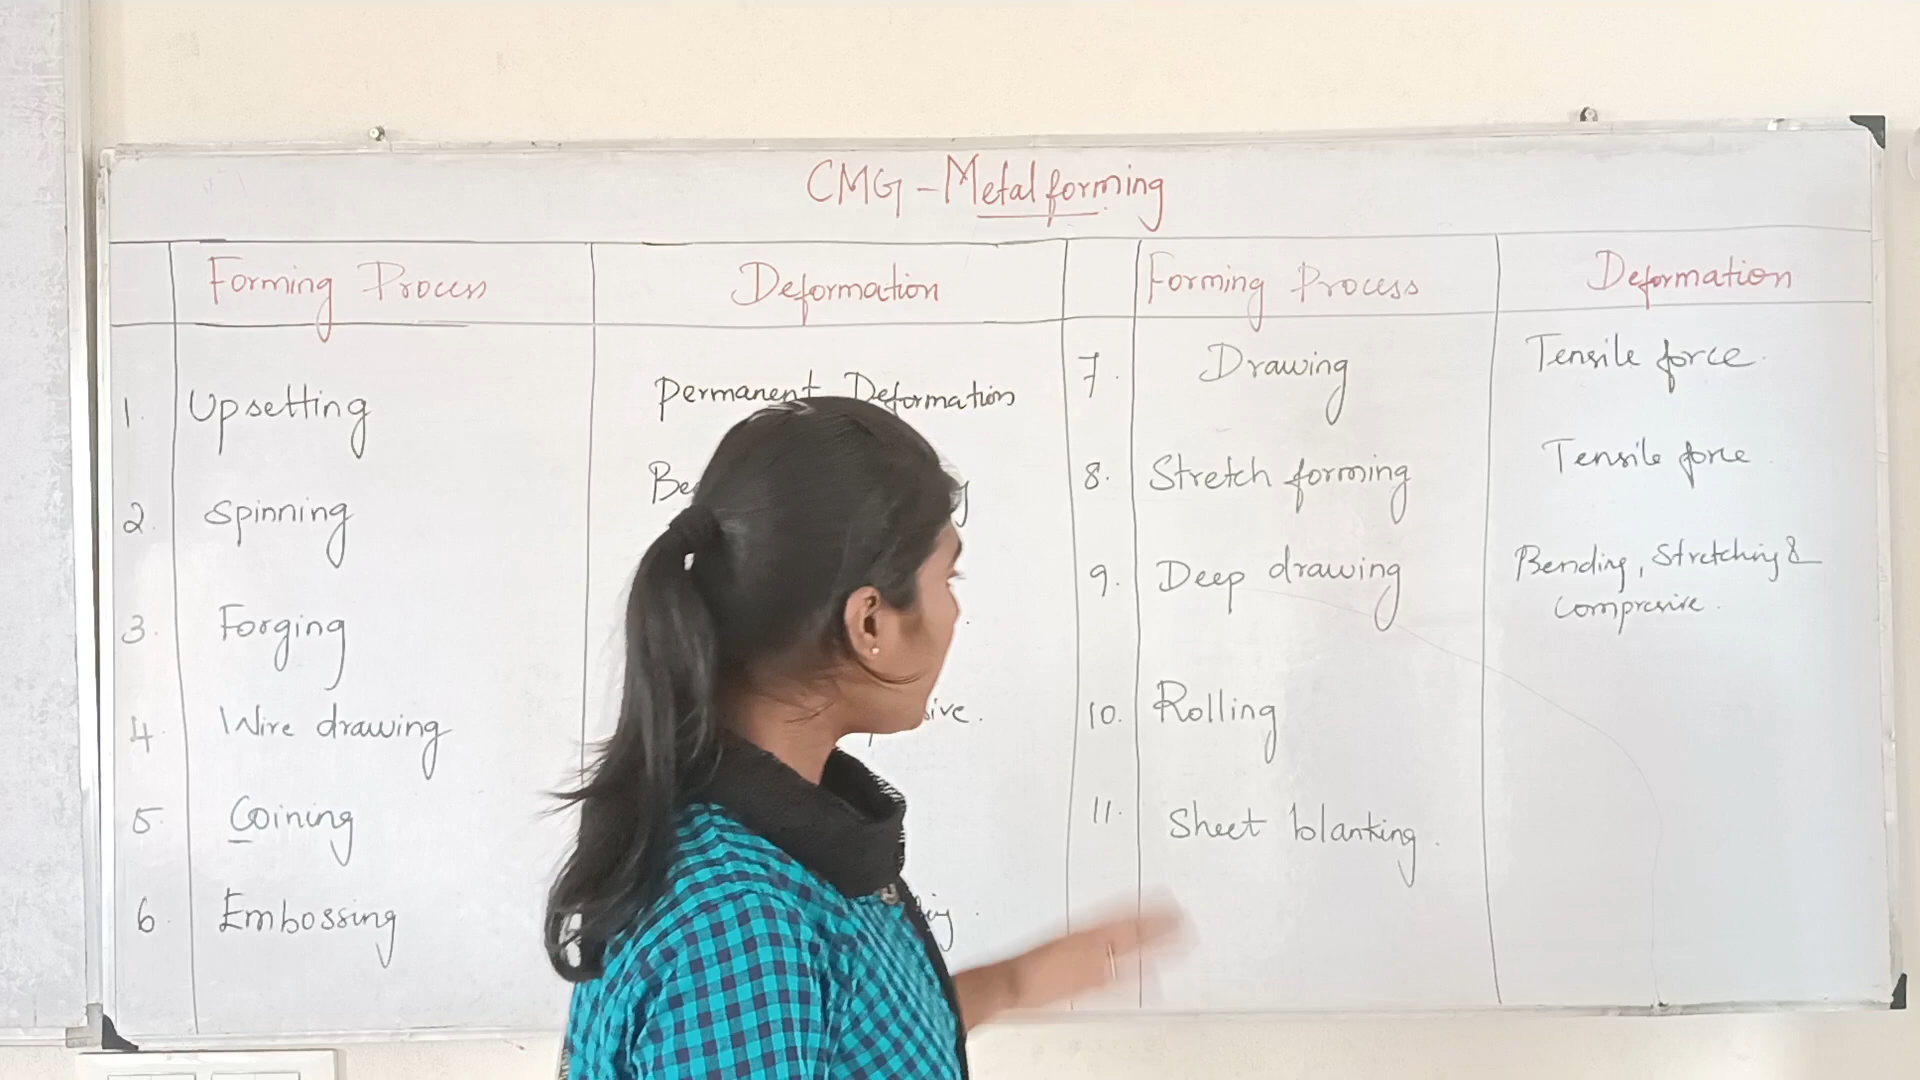 CMG - Metal forming
Forming Process Deformation
1. Upsetting Permanent Deformation
2. Spinning
3. Forging
4. Wire drawing
5. Coining
6. Embossing
Forming Process Deformation
7. Drawing Tensile force.
8. Stretch forming Tensile force
9. Deep drawing Bending, Stretching &
compressive.
10. Rolling
11. Sheet blanking.